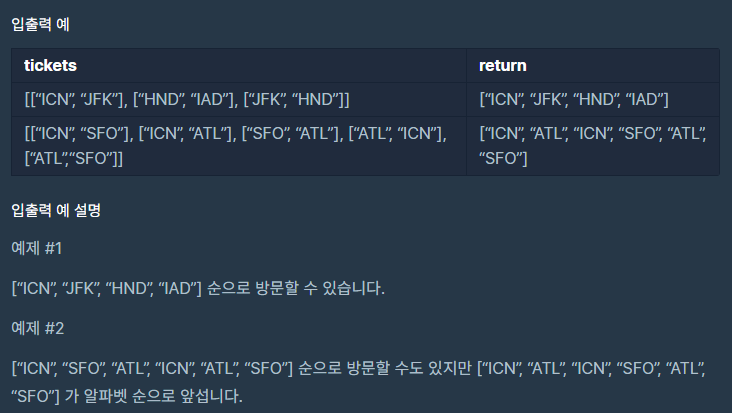 입출력 예
tickets return
[[“ICN”, “JFK”], [“HND”, “IAD”], [“JFK”, “HND”]] [“ICN”, “JFK”, “HND”, “IAD”]
[[“ICN”, “SFO”], [“ICN”, “ATL”], [“SFO”, “ATL”], [“ATL”, “ICN”], [“ICN”, “ATL”, “ICN”, “SFO”, “ATL”,
[“ATL”,“SFO”]] “SFO”]
입출력 예 설명
예제 #1
[“ICN”, “JFK”, “HND”, “IAD”] 순으로 방문할 수 있습니다.
예제 #2
[“ICN”, “SFO”, “ATL”, “ICN”, “ATL”, “SFO”] 순으로 방문할 수도 있지만 [“ICN”, “ATL”, “ICN”, “SFO”, “ATL”,
“SFO”] 가 알파벳 순으로 앞섭니다.